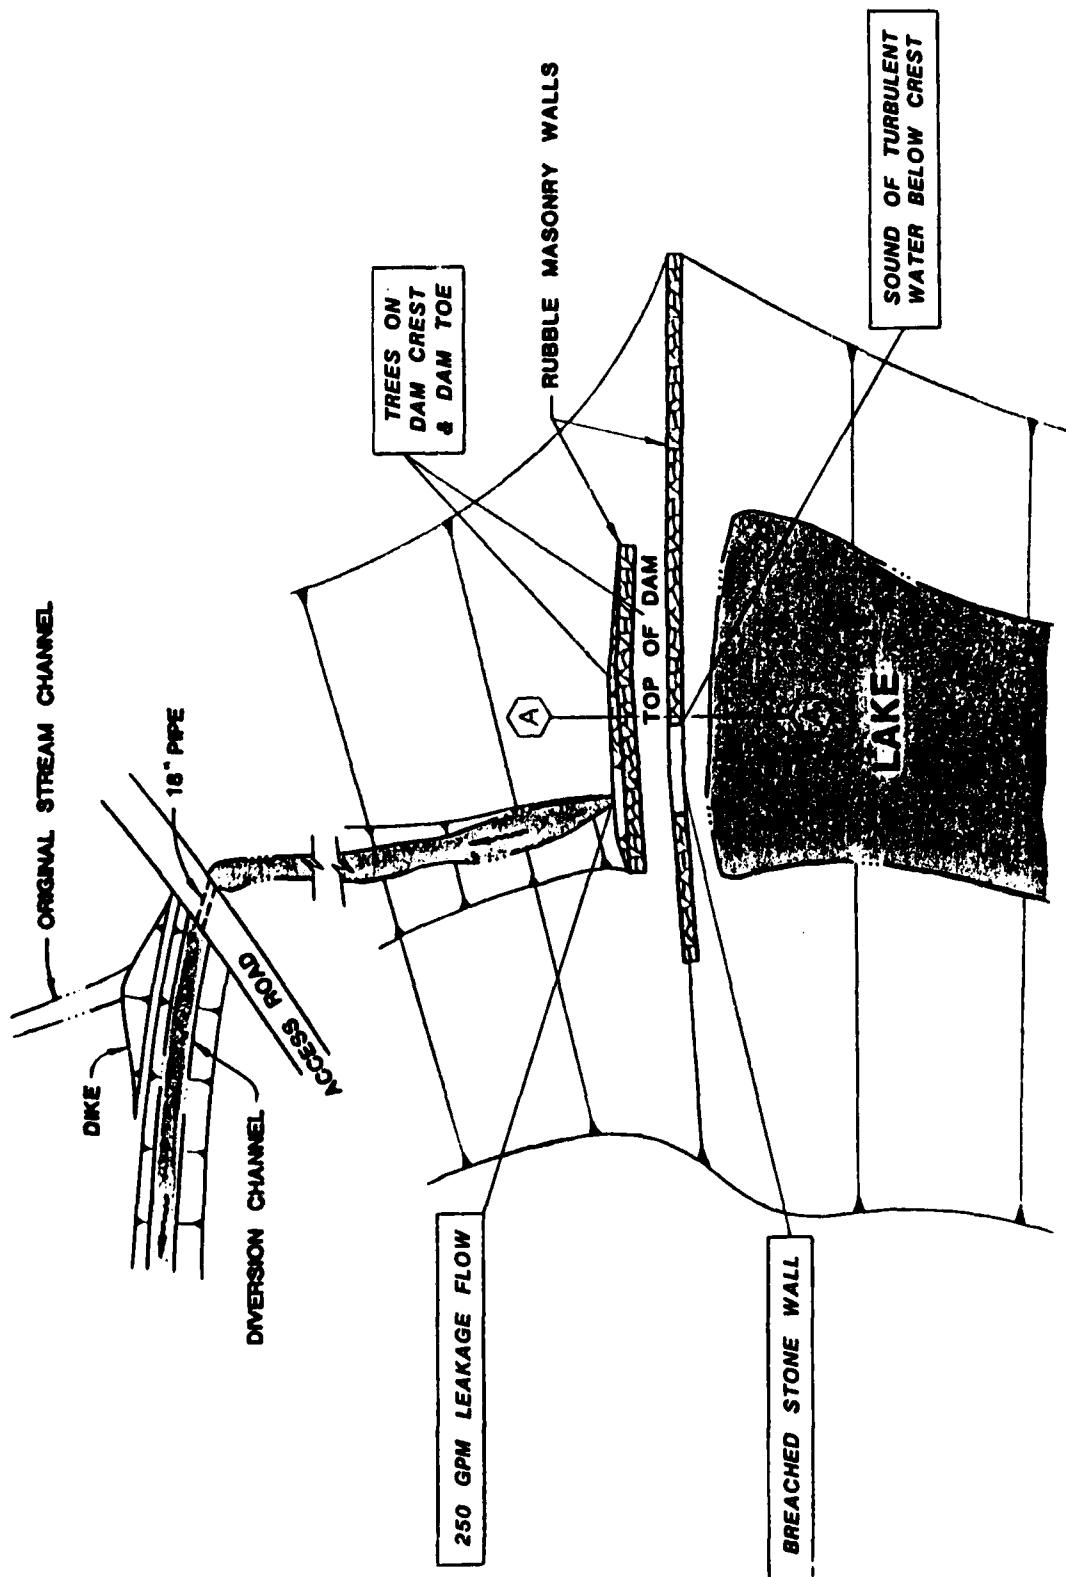 ORIGINAL STREAM CHANNEL
18" PIPE
DIKE
ACCESS ROAD
DIVERSION CHANNEL
TREES ON
DAM CREST
& DAM TOE
RUBBLE MASONRY WALLS
250 GPM LEAKAGE FLOW
A
TOP OF DAM
A
LAKE
SOUND OF TURBULENT
WATER BELOW CREST
BREACHED STONE WALL